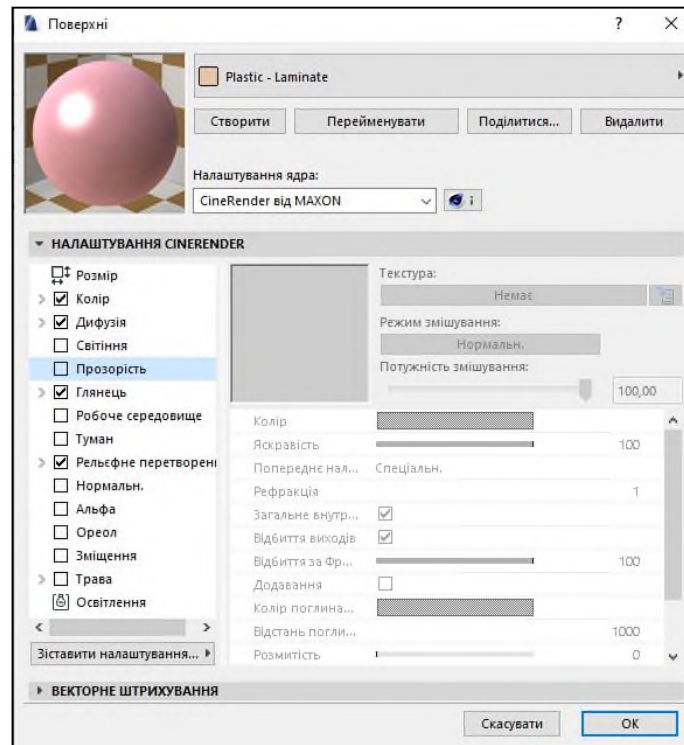 Поверхні ? ×
Plastic - Laminate
Створити Перейменувати Поділитися... Видалити
Налаштування ядра:
CineRender від MAXON i
НАЛАШТУВАННЯ CINERENDER
Розмір
Колір
Дифузія
Світіння
Прозорість
Глянець
Робоче середовище
Туман
Рельєфне перетворені
Нормальн.
Альфа
Ореол
Зміщення
Трава
Освітлення
Зіставити налаштування...
Текстура:
Немає
Режим змішування:
Нормальн.
Потужність змішування:
100,00
Колір
Яскравість 100
Попереднє нал... Спеціальн.
Рефракція 1
Загальне внутр...
Відбиття виходів
Відбиття за Фр... 100
Додавання
Колір поглина...
Відстань погли... 1000
Розмитість 0
ВЕКТОРНЕ ШТРИХУВАННЯ
Скасувати ОК